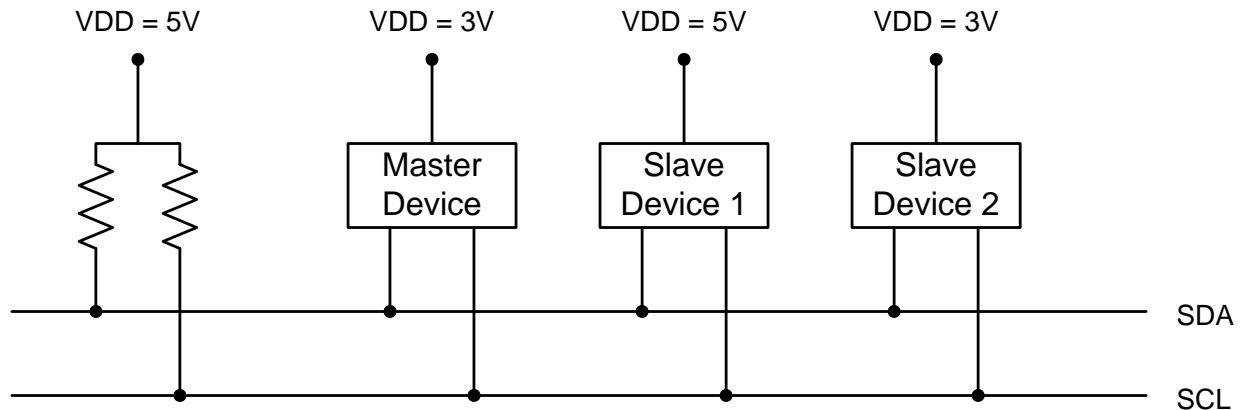 VDD = 5V
VDD = 3V
VDD = 5V
VDD = 3V
Master
Device
Slave
Device 1
Slave
Device 2
SDA
SCL